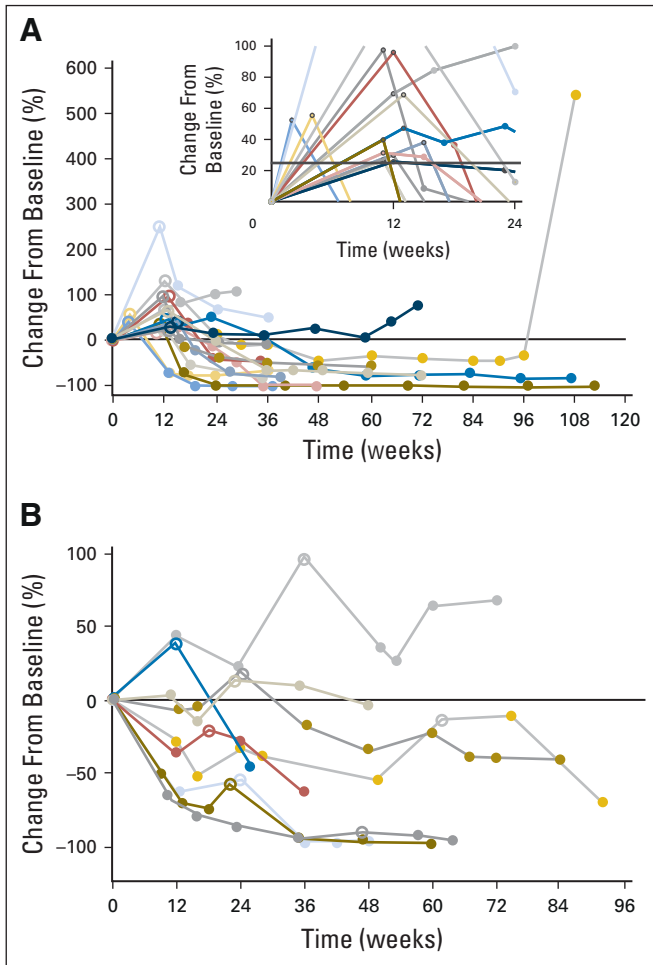 A
Change From Baseline (%)
600
500
400
300
200
100
0
−100
0 12 24 36 48 60 72 84 96 108 120
Time (weeks)
Change From
Baseline (%)
100
80
60
40
20
0 12 24
Time (weeks)
B
Change From Baseline (%)
100
50
0
−50
−100
0 12 24 36 48 60 72 84 96
Time (weeks)